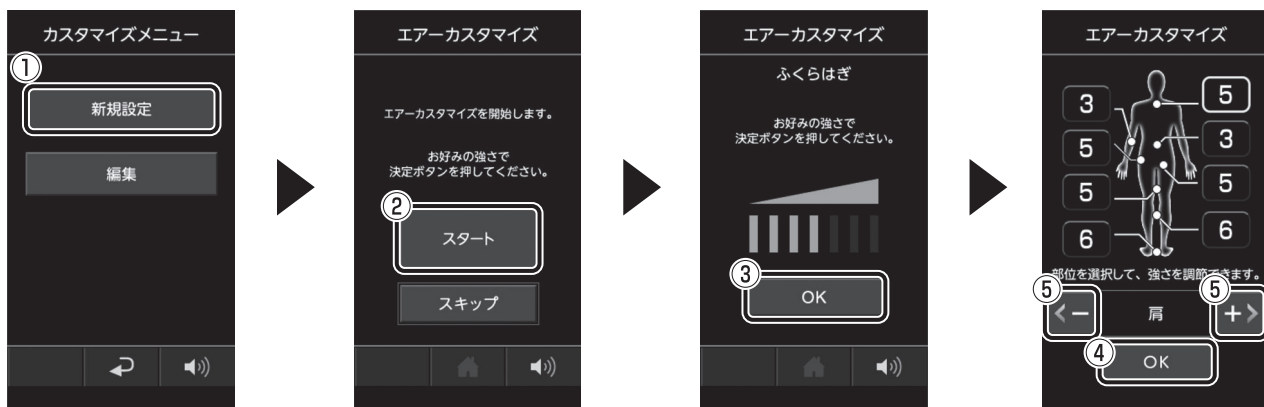 カスタマイズメニュー
①
新規設定
編集
エアーカスタマイズ
エアーカスタマイズを開始します。
お好みの強さで
決定ボタンを押してください。
②
スタート
スキップ
エアーカスタマイズ
ふくらはぎ
お好みの強さで
決定ボタンを押してください。
③
OK
エアーカスタマイズ
3 5
5 3
5 5
6 6
部位を選択して、強さを調節できます。
⑤ ⑤
<− 肩 +>
④
OK